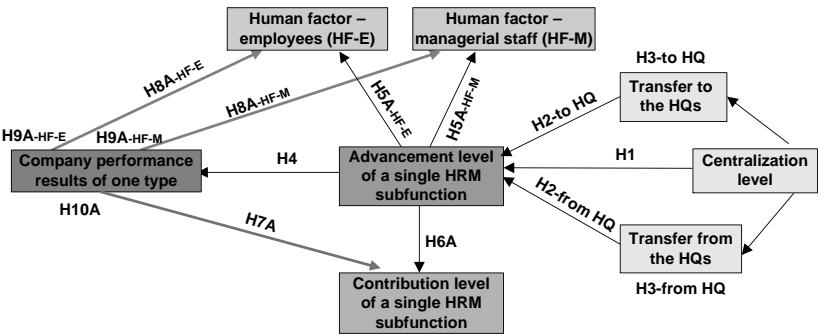 Human factor –
employees (HF-E)
Human factor –
managerial staff (HF-M)
H3-to HQ
H8A-HF-E
H8A-HF-M
H5A-HF-E
H5A-HF-M
H2-to HQ
Transfer to
the HQs
H9A-HF-E
H9A-HF-M
Company performance
results of one type
H4
Advancement level
of a single HRM
subfunction
H1
Centralization
level
H10A
H7A
H6A
H2-from HQ
Transfer from
the HQs
H3-from HQ
Contribution level
of a single HRM
subfunction